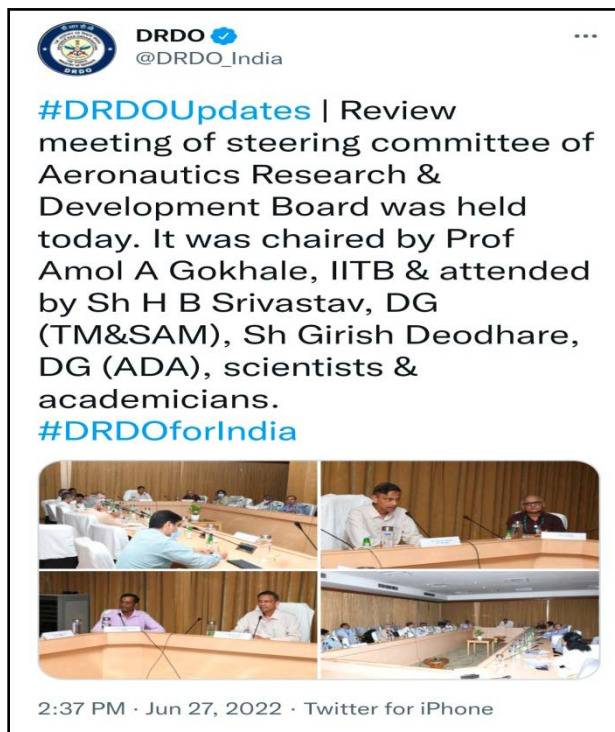 DRDO
@DRDO_India
#DRDOUpdates | Review
meeting of steering committee of
Aeronautics Research &
Development Board was held
today. It was chaired by Prof
Amol A Gokhale, IITB & attended
by Sh H B Srivastav, DG
(TM&SAM), Sh Girish Deodhare,
DG (ADA), scientists &
academicians.
#DRDOforIndia
2:37 PM · Jun 27, 2022 · Twitter for iPhone